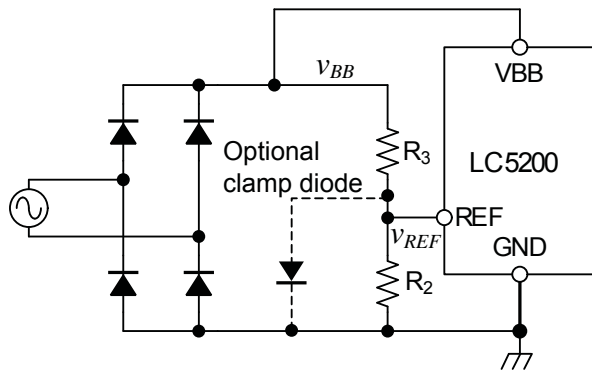 VBB
v_BB
R3
Optional
clamp diode
LC5200
REF
v_REF
GND
R2